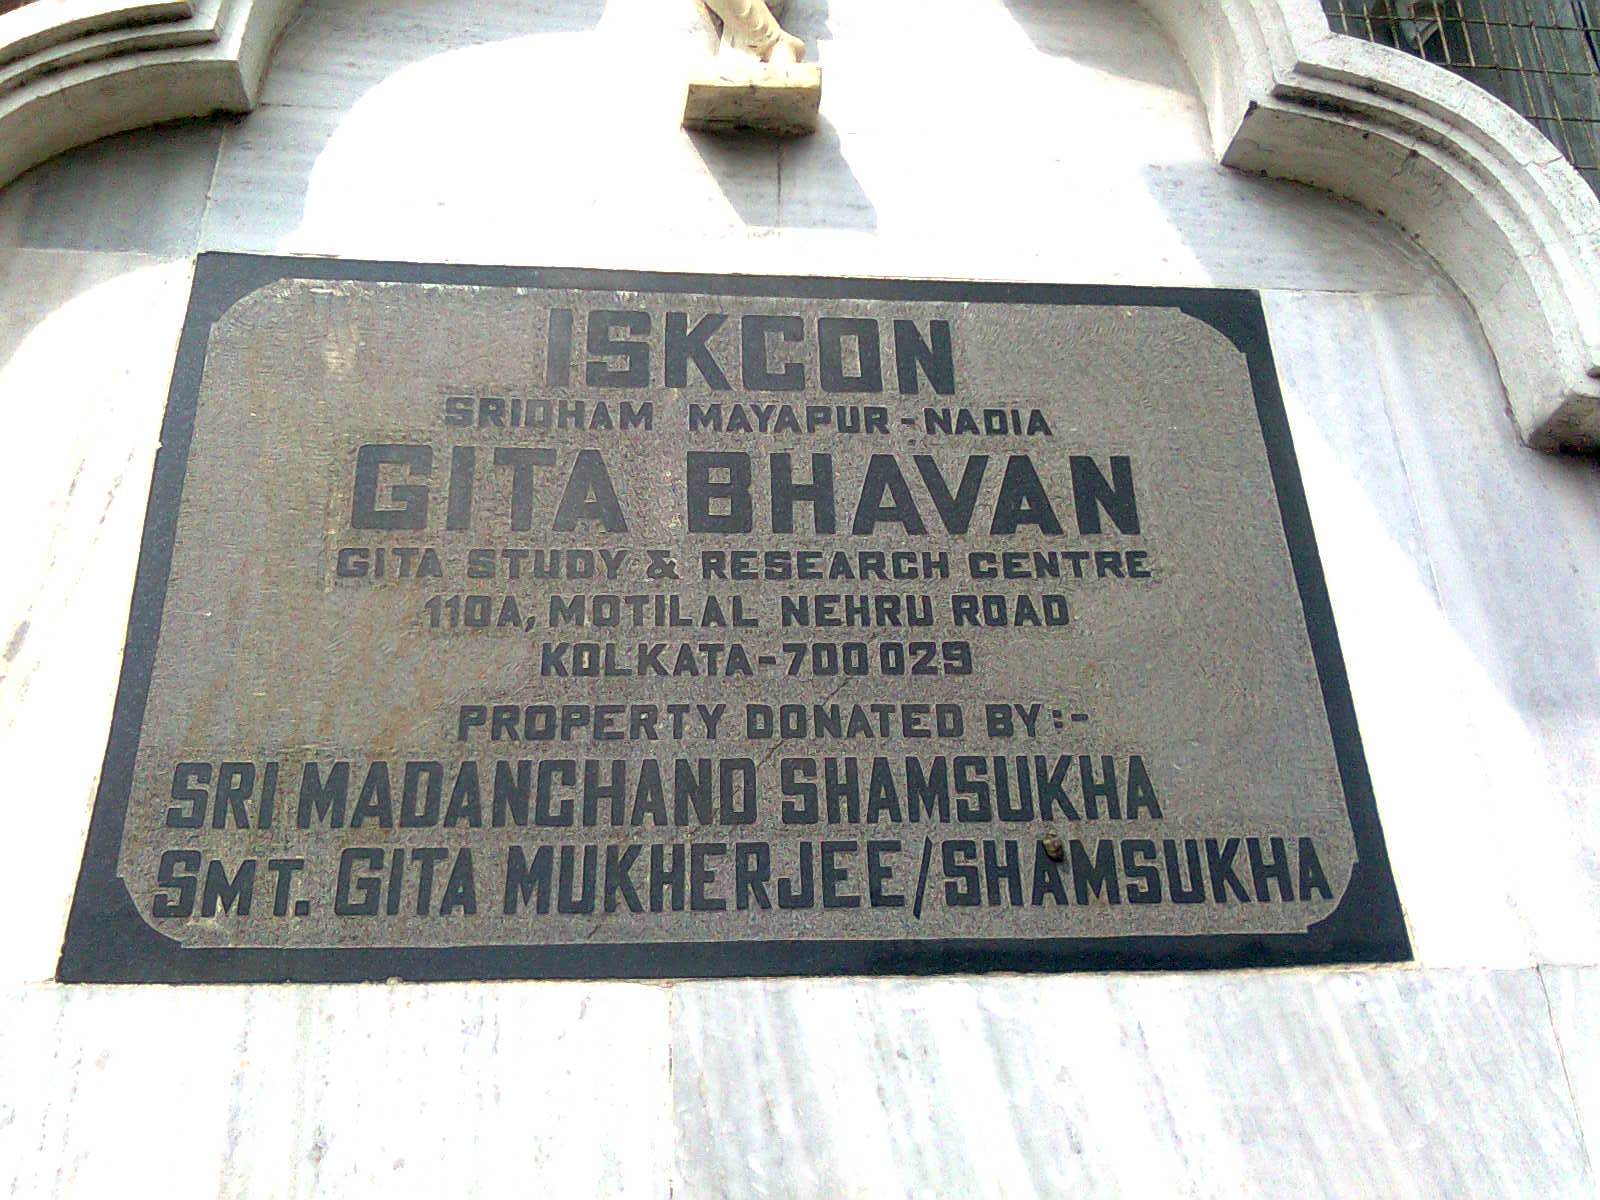 ISKCON
SRIDHAM MAYAPUR-NADIA
GITA BHAVAN
GITA STUDY & RESEARCH CENTRE
110A, MOTILAL NEHRU ROAD
KOLKATA-700029
PROPERTY DONATED BY:-
SRI MADANCHAND SHAMSUKHA
SMT. GITA MUKHERJEE/SHAMSUKHA